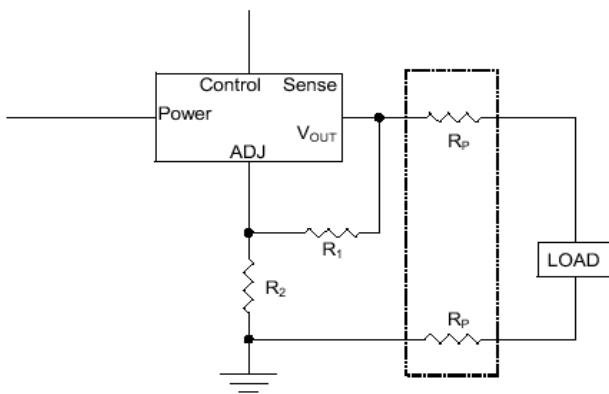 Control Sense
Power
VOUT
ADJ
RP
R1
LOAD
R2
RP